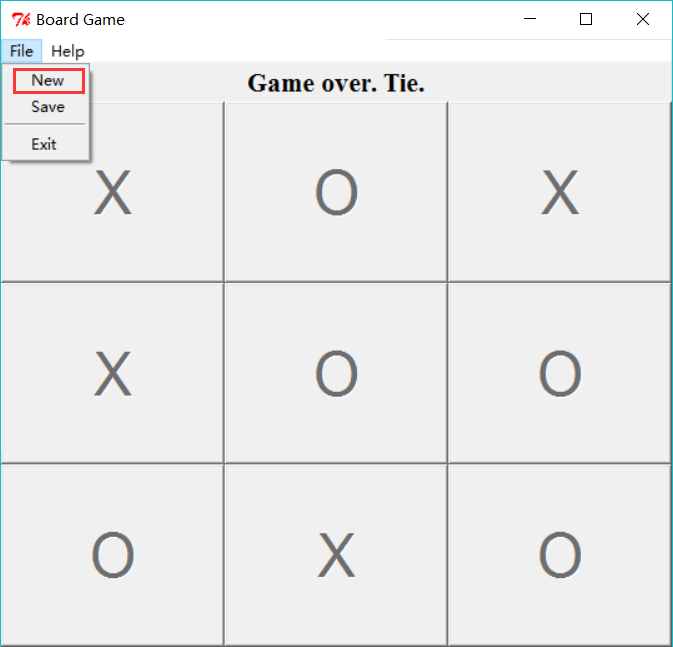 Board Game
File Help
New
Save
Exit
Game over. Tie.
X O X
X O O
O X O